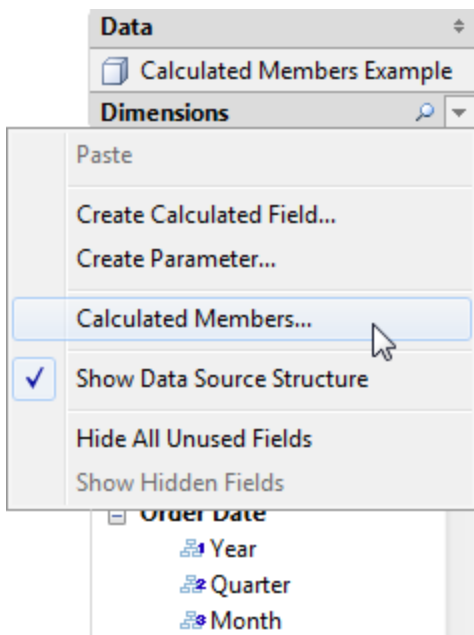 Data
Calculated Members Example
Dimensions
Paste
Create Calculated Field...
Create Parameter...
Calculated Members...
Show Data Source Structure
Hide All Unused Fields
Show Hidden Fields
Order Date
Year
Quarter
Month